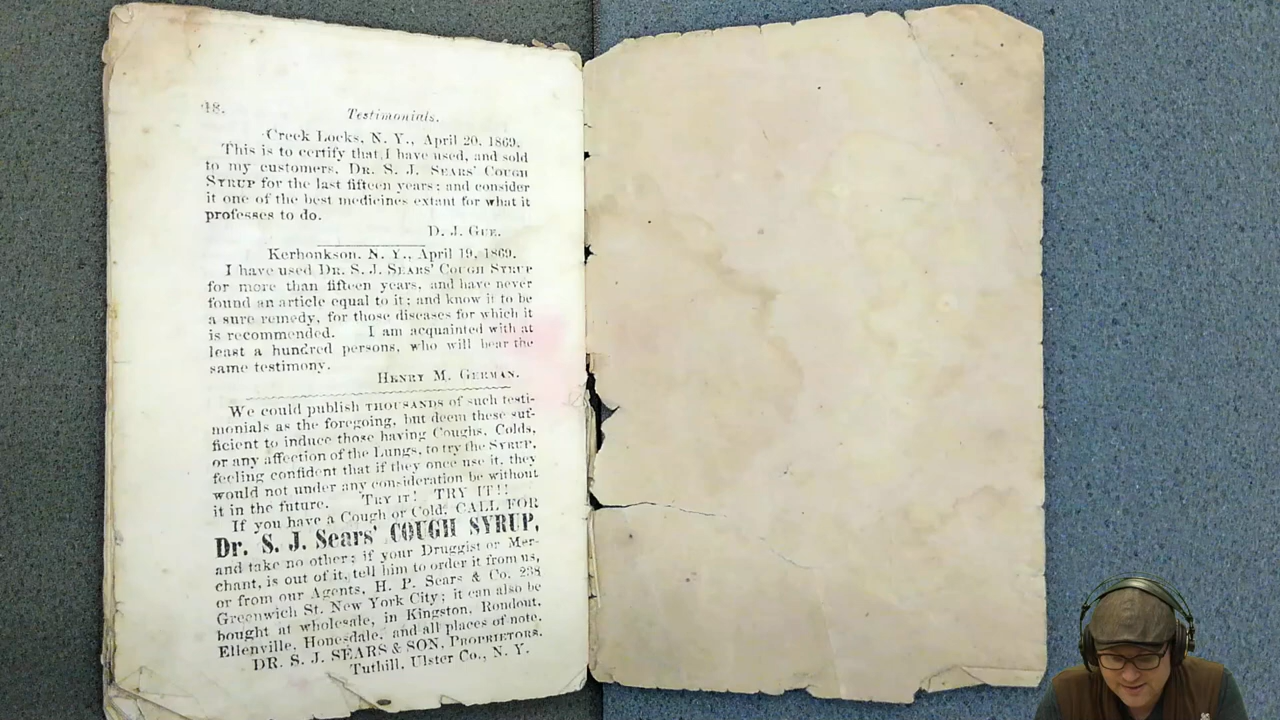 48.
Testimonials.
Creek Locks, N. Y., April 20, 1869.
This is to certify that I have used, and sold
to my customers, DR. S. J. SEARS' COUGH
SYRUP for the last fifteen years; and consider
it one of the best medicines extant for what it
professes to do.
D. J. GUE.
Kerhonkson, N. Y., April 19, 1869.
I have used DR. S. J. SEARS' COUGH SYRUP
for more than fifteen years, and have never
found an article equal to it; and know it to be
a sure remedy, for those diseases for which it
is recommended. I am acquainted with at
least a hundred persons, who will bear the
same testimony.
HENRY M. GERMAN.
We could publish THOUSANDS of such testi-
monials as the foregoing, but deem these suf-
ficient to induce those having Coughs, Colds,
or any affection of the Lungs, to try the SYRUP,
feeling confident that if they once use it, they
would not under any consideration be without
it in the future. TRY IT! TRY IT!!
If you have a Cough or Cold, CALL FOR
Dr. S. J. Sears' COUGH SYRUP,
and take no other; if your Druggist or Mer-
chant, is out of it, tell him to order it from us,
or from our Agents, H. P. Sears & Co. 238
Greenwich St. New York City; it can also be
bought at wholesale, in Kingston, Rondout,
Ellenville, Honesdale, and all places of note.
DR. S. J. SEARS & SON, PROPRIETORS.
Tuthill, Ulster Co., N. Y.